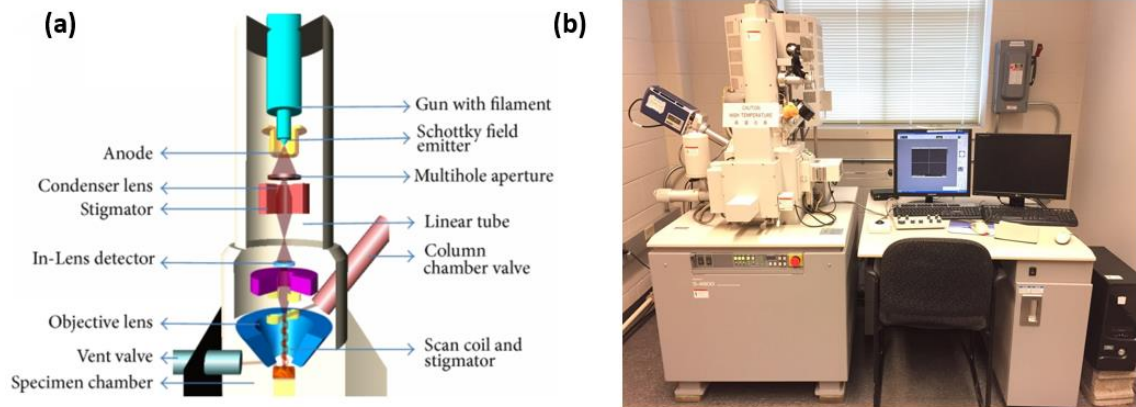 (a)
Gun with filament
Schottky field
emitter
Anode
Multihole aperture
Condenser lens
Stigmator
Linear tube
In-Lens detector
Column
chamber valve
Objective lens
Scan coil and
stigmator
Vent valve
Specimen chamber
(b)
CAUTION
HIGH TEMPERATURE
S-4800